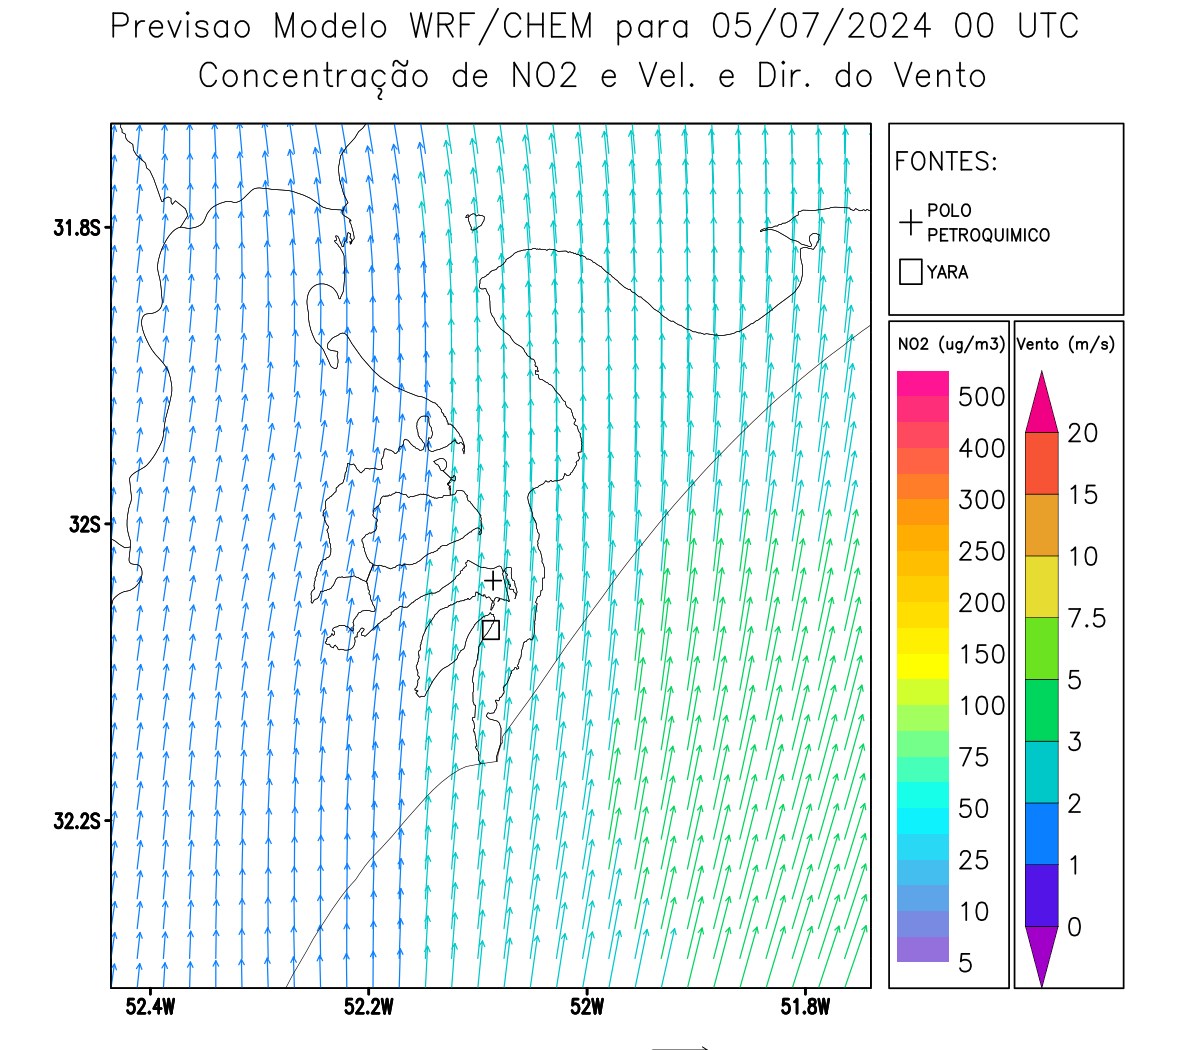 Previsao Modelo WRF/CHEM para 05/07/2024 00 UTC
Concentração de NO2 e Vel. e Dir. do Vento
FONTES:
POLO
PETROQUIMICO
YARA
NO2 (ug/m3)
500
400
300
250
200
150
100
75
50
25
10
5
Vento (m/s)
20
15
10
7.5
5
3
2
1
0
31.8S
32S
32.2S
52.4W
52.2W
52W
51.8W